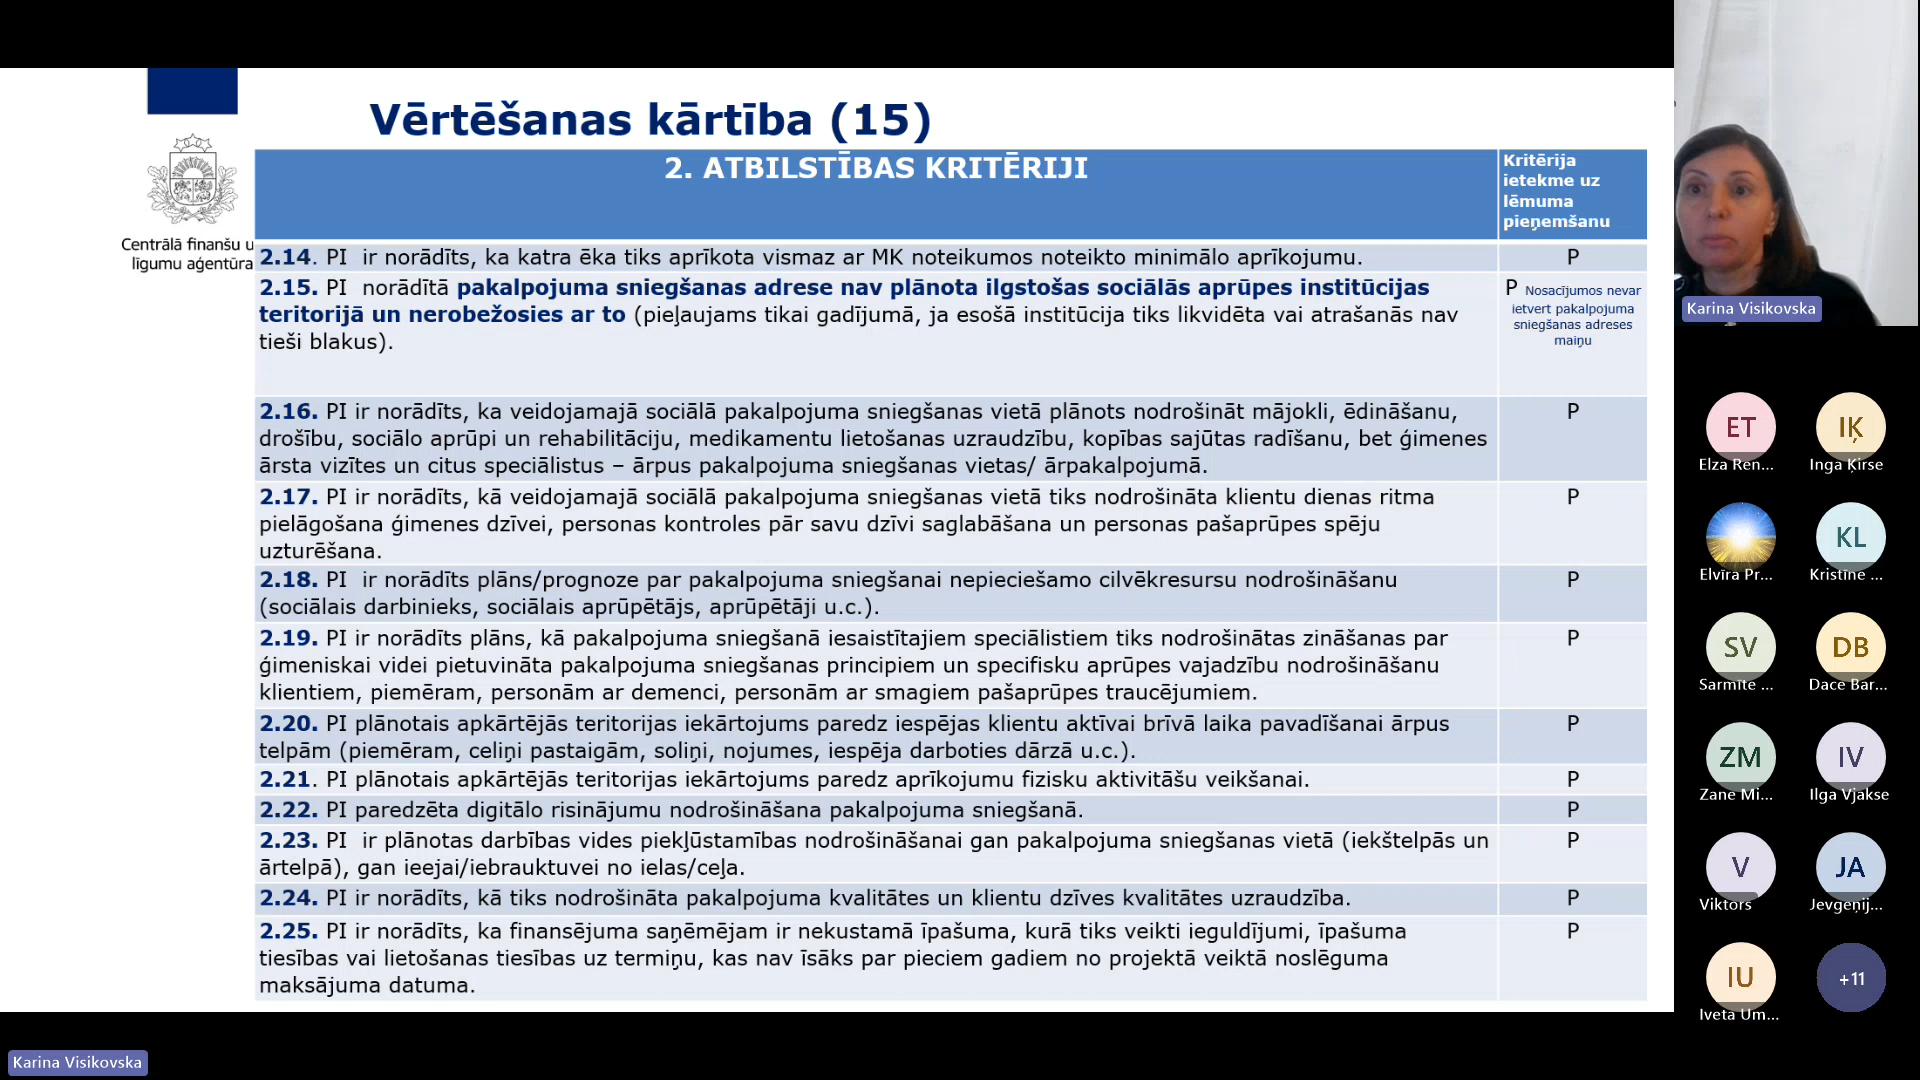 Vērtēšanas kārtība (15)
Centrālā finanšu u
līgumu aģentūra
2. ATBILSTĪBAS KRITĒRIJI
Kritērija
ietekme uz
lēmuma
pieņemšanu
2.14. PI ir norādīts, ka katra ēka tiks aprīkota vismaz ar MK noteikumos noteikto minimālo aprīkojumu.
P
2.15. PI norādītā pakalpojuma sniegšanas adrese nav plānota ilgstošas sociālās aprūpes institūcijas
teritorijā un nerobežosies ar to (pieļaujams tikai gadījumā, ja esošā institūcija tiks likvidēta vai atrašanās nav
tieši blakus).
P Nosacījumos nevar
ietvert pakalpojuma
sniegšanas adreses
maiņu
2.16. PI ir norādīts, ka veidojamajā sociālā pakalpojuma sniegšanas vietā plānots nodrošināt mājokli, ēdināšanu,
drošību, sociālo aprūpi un rehabilitāciju, medikamentu lietošanas uzraudzību, kopības sajūtas radīšanu, bet ģimenes
ārsta vizītes un citus speciālistus – ārpus pakalpojuma sniegšanas vietas/ ārpakalpojumā.
P
2.17. PI ir norādīts, kā veidojamajā sociālā pakalpojuma sniegšanas vietā tiks nodrošināta klientu dienas ritma
pielāgošana ģimenes dzīvei, personas kontroles pār savu dzīvi saglabāšana un personas pašaprūpes spēju
uzturēšana.
P
2.18. PI ir norādīts plāns/prognoze par pakalpojuma sniegšanai nepieciešamo cilvēkresursu nodrošināšanu
(sociālais darbinieks, sociālais aprūpētājs, aprūpētāji u.c.).
P
2.19. PI ir norādīts plāns, kā pakalpojuma sniegšanā iesaistītajiem speciālistiem tiks nodrošinātas zināšanas par
ģimeniskai videi pietuvināta pakalpojuma sniegšanas principiem un specifisku aprūpes vajadzību nodrošināšanu
klientiem, piemēram, personām ar demenci, personām ar smagiem pašaprūpes traucējumiem.
P
2.20. PI plānotais apkārtējās teritorijas iekārtojums paredz iespējas klientu aktīvai brīvā laika pavadīšanai ārpus
telpām (piemēram, celiņi pastaigām, soliņi, nojumes, iespēja darboties dārzā u.c.).
P
2.21. PI plānotais apkārtējās teritorijas iekārtojums paredz aprīkojumu fizisku aktivitāšu veikšanai.
P
2.22. PI paredzēta digitālo risinājumu nodrošināšana pakalpojuma sniegšanā.
P
2.23. PI ir plānotas darbības vides piekļūstamības nodrošināšanai gan pakalpojuma sniegšanas vietā (iekštelpās un
ārtelpā), gan ieejai/iebrauktuvei no ielas/ceļa.
P
2.24. PI ir norādīts, kā tiks nodrošināta pakalpojuma kvalitātes un klientu dzīves kvalitātes uzraudzība.
P
2.25. PI ir norādīts, ka finansējuma saņēmējam ir nekustamā īpašuma, kurā tiks veikti ieguldījumi, īpašuma
tiesības vai lietošanas tiesības uz termiņu, kas nav īsāks par pieciem gadiem no projektā veiktā noslēguma
maksājuma datuma.
P
Karina Visikovska
ET
Elza Ren...
IĶ
Inga Ķirse
Elvīra Pr...
KL
Kristīne ...
SV
Sarmīte ...
DB
Dace Bar...
ZM
Zane Mi...
IV
Ilga Vjakse
V
Viktors
JA
Jevgeņij...
IU
Iveta Um...
+11
Karina Visikovska